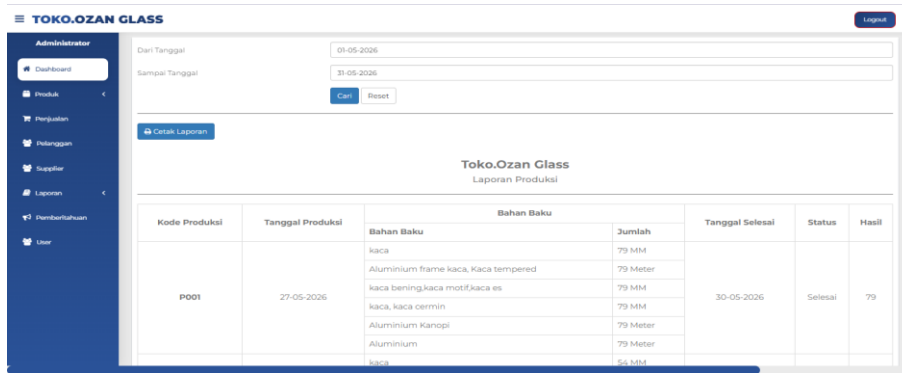 ≡ TOKO.OZAN GLASS
Logout
Administrator
Dashboard
Produk
Penjualan
Pelanggan
Supplier
Laporan
Pemberitahuan
User
Dari Tanggal 01-05-2026
Sampai Tanggal 31-05-2026
Cari Reset
Cetak Laporan
Toko.Ozan Glass
Laporan Produksi
Kode Produksi Tanggal Produksi Bahan Baku Tanggal Selesai Status Hasil
Bahan Baku Jumlah
kaca 79 MM
Aluminium frame kaca, Kaca tempered 79 Meter
kaca bening,kaca motif,kaca es 79 MM
P001 27-05-2026 30-05-2026 Selesai 79
kaca, kaca cermin 79 MM
Aluminium Kanopi 79 Meter
Aluminium 79 Meter
kaca 54 MM